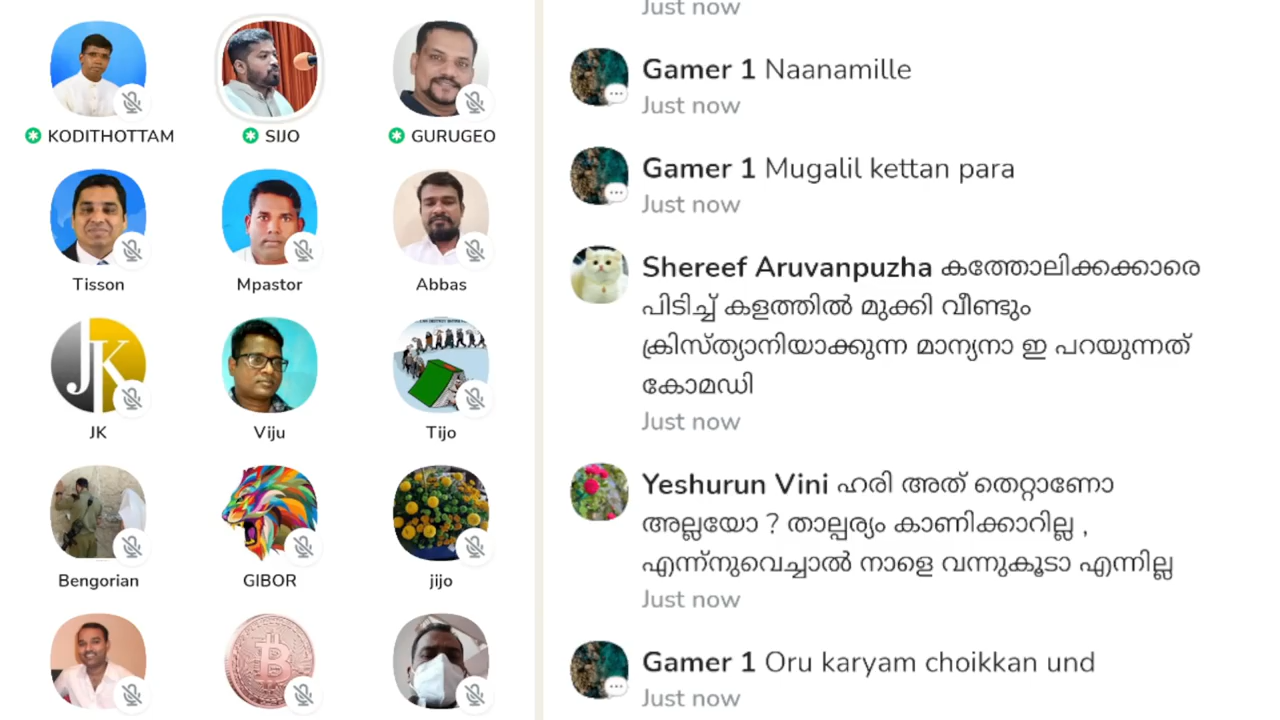 KODITHOTTAM
SIJO
GURUGEO
Tisson
Mpastor
Abbas
JK
JK
Viju
Tijo
Bengorian
GIBOR
jijo
Just now
Gamer 1 Naanamille
Just now
Gamer 1 Mugalil kettan para
Just now
Shereef Aruvanpuzha കത്തോലിക്കക്കാരെ
പിടിച്ച് കളത്തിൽ മുക്കി വീണ്ടും
ക്രിസ്ത്യാനിയാക്കുന്ന മാന്യനാ ഇ പറയുന്നത്
കോമഡി
Just now
Yeshurun Vini ഹരി അത് തെറ്റാണോ
അല്ലയോ ? താല്പര്യം കാണിക്കാറില്ല ,
എന്ന്നുവെച്ചാൽ നാളെ വന്നുകൂടാ എന്നില്ല
Just now
Gamer 1 Oru karyam choikkan und
Just now